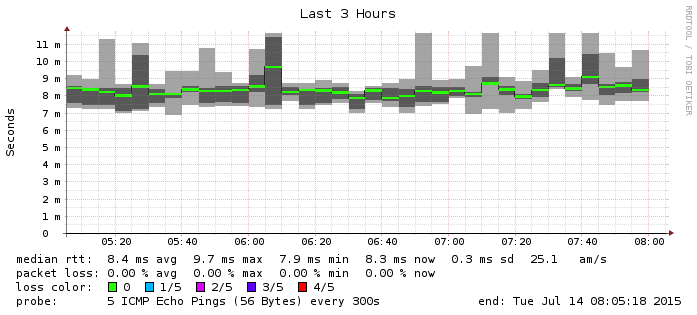 Last 3 Hours
RRDTOOL / TOBI OETIKER
Seconds
11 m
10 m
9 m
8 m
7 m
6 m
5 m
4 m
3 m
2 m
1 m
0
05:20 05:40 06:00 06:20 06:40 07:00 07:20 07:40 08:00
median rtt: 8.4 ms avg 9.7 ms max 7.9 ms min 8.3 ms now 0.3 ms sd 25.1 am/s
packet loss: 0.00 % avg 0.00 % max 0.00 % min 0.00 % now
loss color: 0 1/5 2/5 3/5 4/5
probe: 5 ICMP Echo Pings (56 Bytes) every 300s end: Tue Jul 14 08:05:18 2015